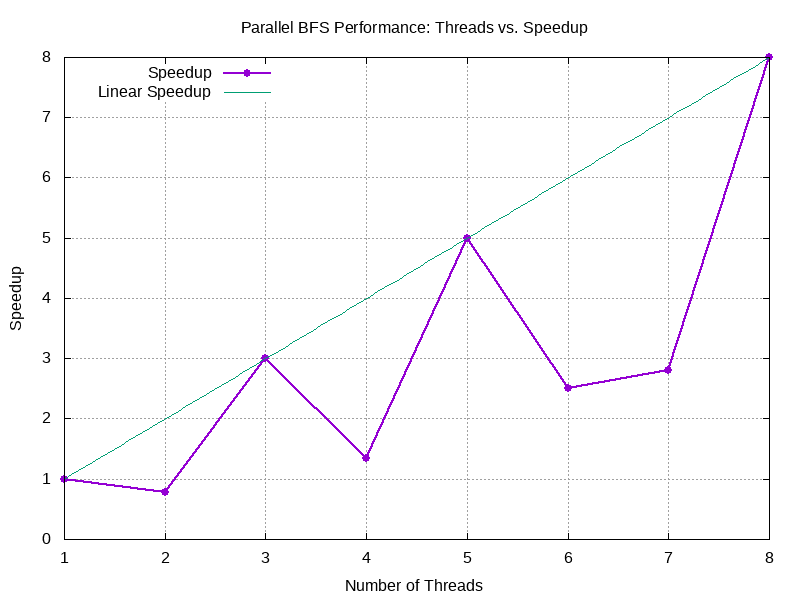 Parallel BFS Performance: Threads vs. Speedup
8
7
6
5
4
3
2
1
0
Speedup
Speedup
Linear Speedup
1 2 3 4 5 6 7 8
Number of Threads